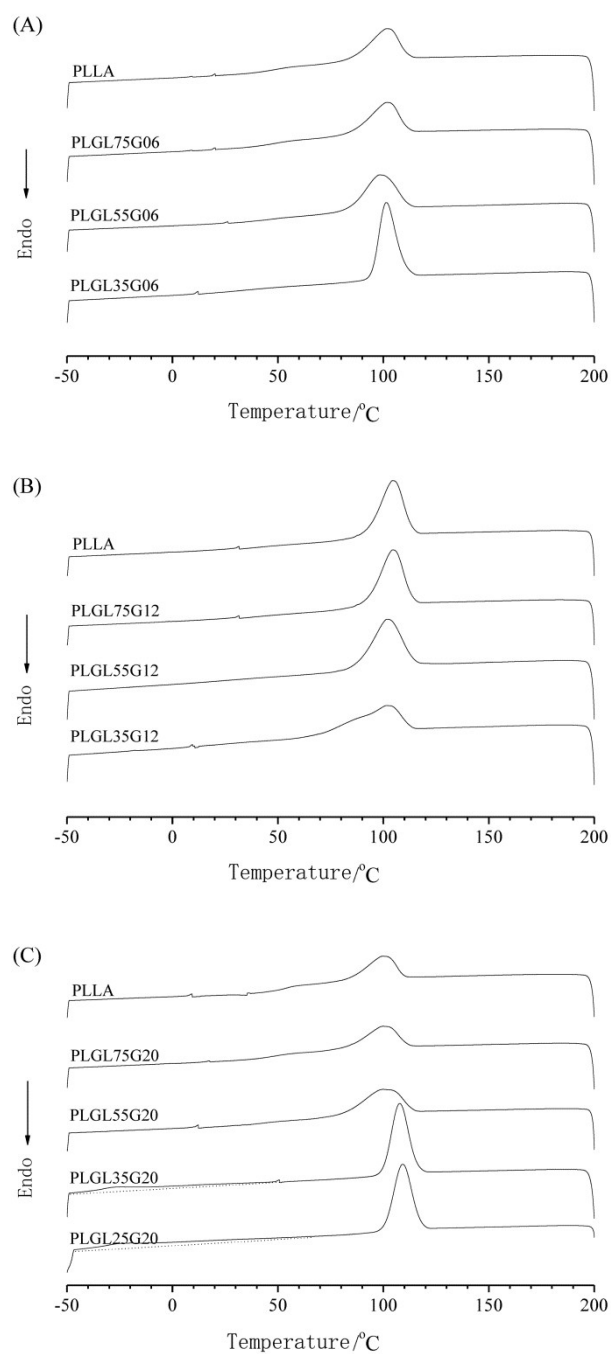 (A)
PLLA
PLGL75G06
PLGL55G06
PLGL35G06
Endo
-50 0 50 100 150 200
Temperature/°C
(B)
PLLA
PLGL75G12
PLGL55G12
PLGL35G12
Endo
-50 0 50 100 150 200
Temperature/°C
(C)
PLLA
PLGL75G20
PLGL55G20
PLGL35G20
PLGL25G20
Endo
-50 0 50 100 150 200
Temperature/°C